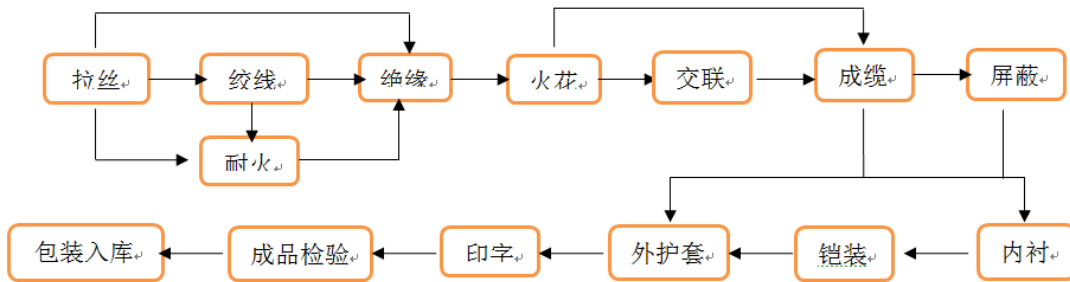 拉丝
绞线
绝缘
火花
交联
成缆
屏蔽
耐火
包装入库
成品检验
印字
外护套
铠装
内衬